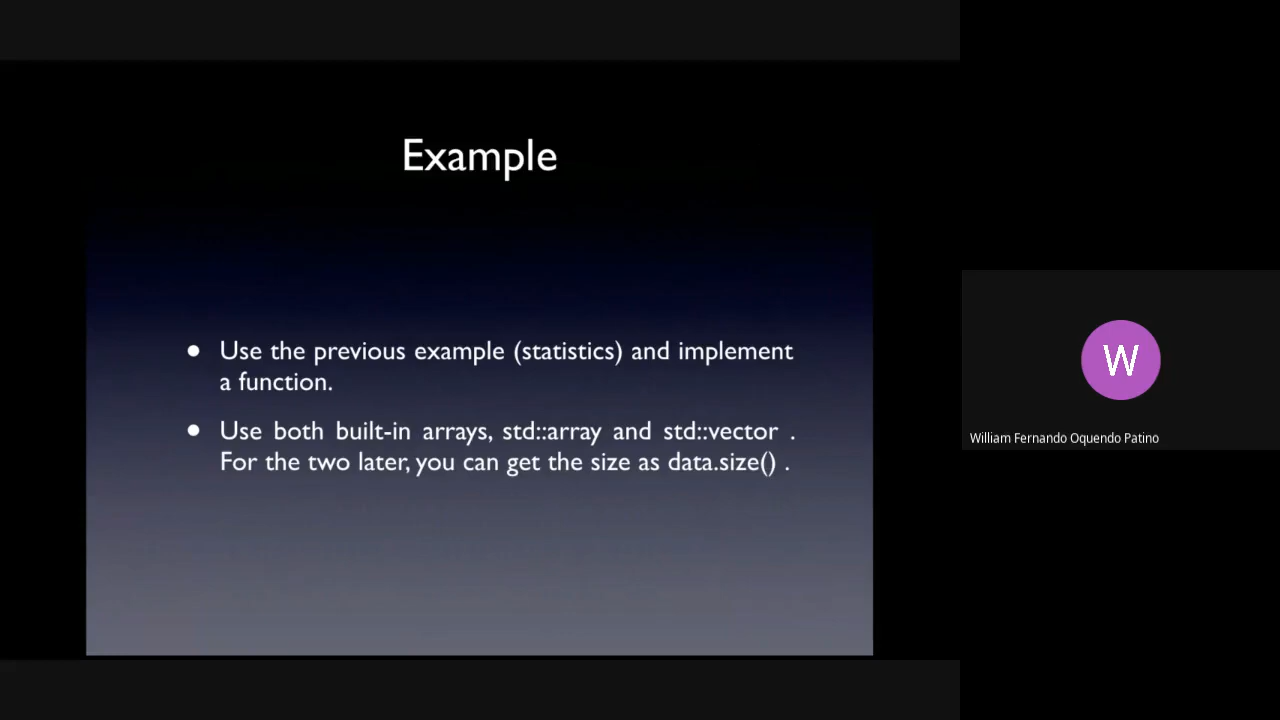 Example
● Use the previous example (statistics) and implement
a function.
● Use both built-in arrays, std::array and std::vector .
For the two later, you can get the size as data.size() .
W
William Fernando Oquendo Patino